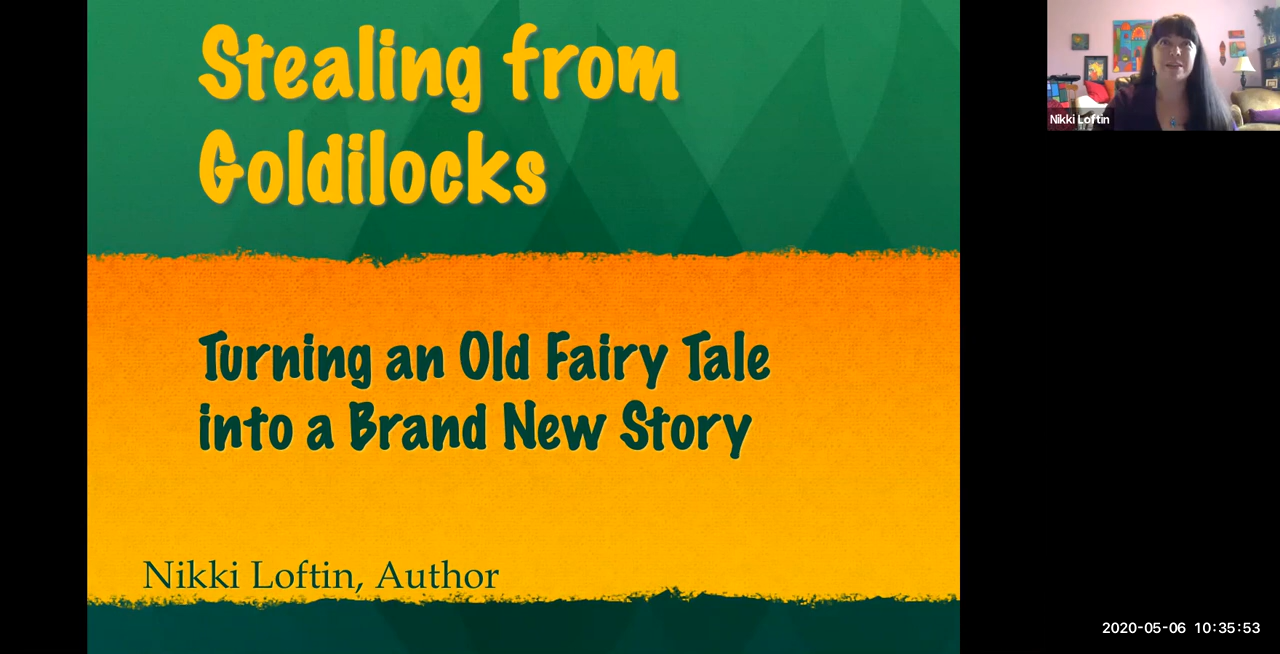 Stealing from
Goldilocks
Turning an Old Fairy Tale
into a Brand New Story
Nikki Loftin, Author
Nikki Loftin
2020-05-06 10:35:53